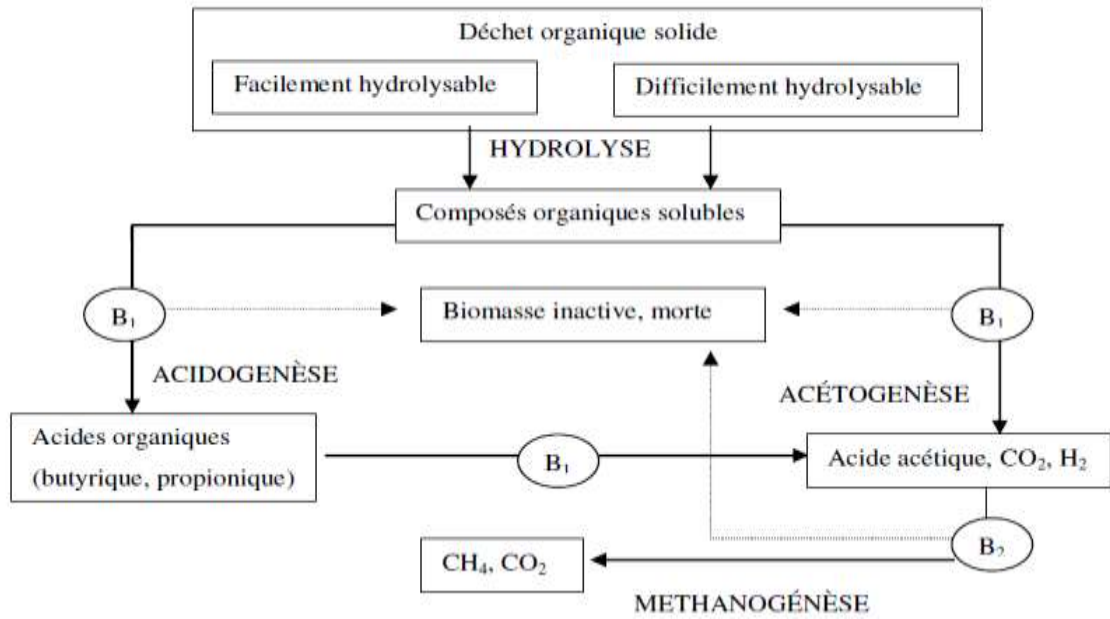 Déchet organique solide
Facilement hydrolysable
Difficilement hydrolysable
HYDROLYSE
Composés organiques solubles
B₁
Biomasse inactive, morte
B₁
ACIDOGENÈSE
ACÉTOGENÈSE
Acides organiques
(butyrique, propionique)
B₁
Acide acétique, CO₂, H₂
B₂
CH₄, CO₂
METHANOGÉNÈSE